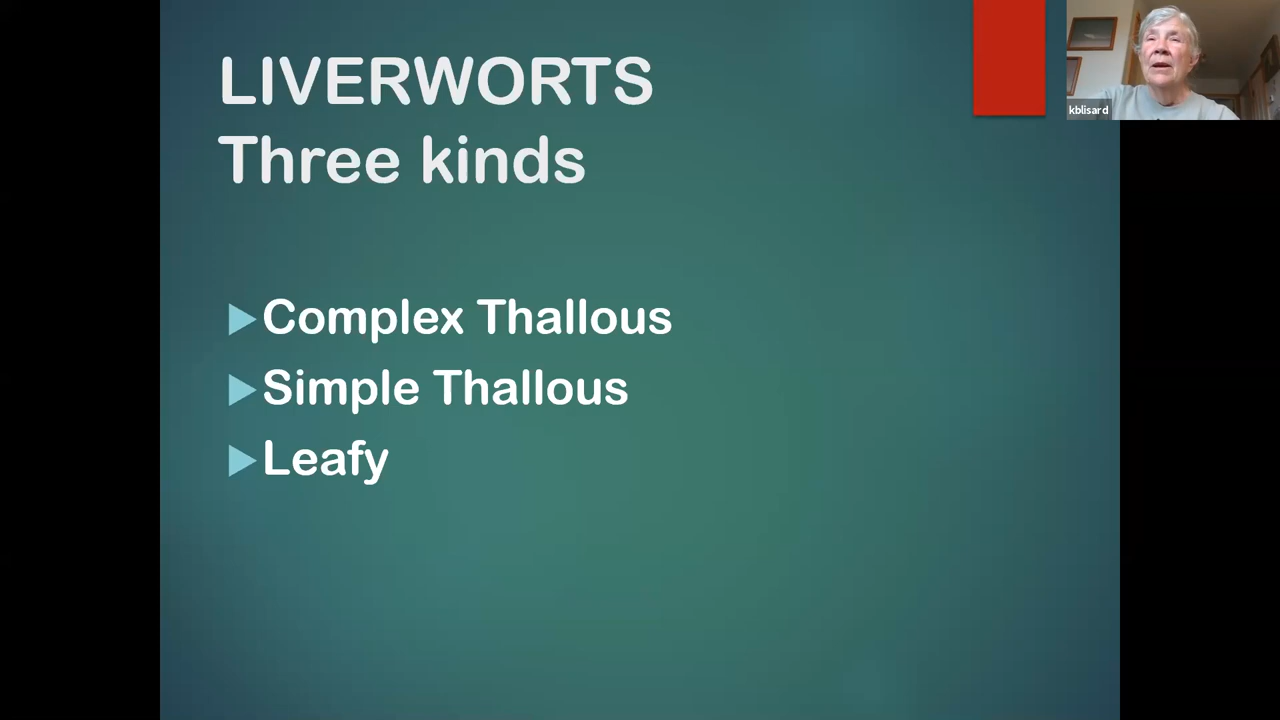 LIVERWORTS
Three kinds
Complex Thallous
Simple Thallous
Leafy
kblisard